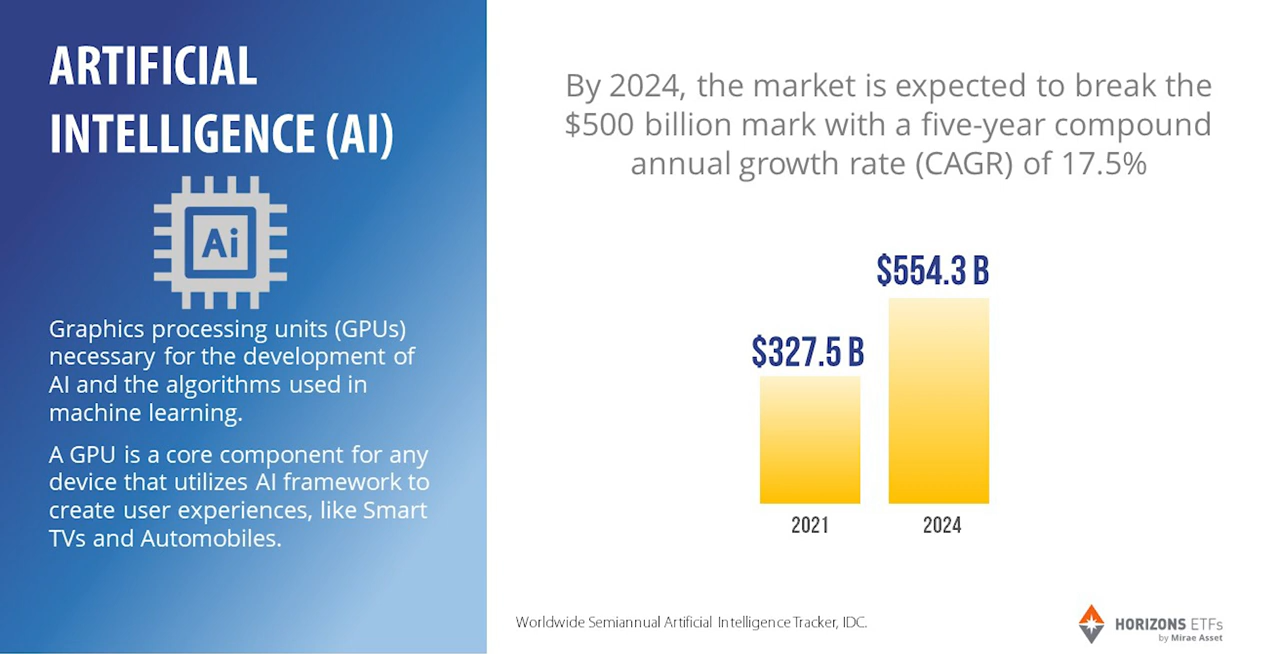 ARTIFICIAL
INTELLIGENCE (AI)
Ai
Graphics processing units (GPUs)
necessary for the development of
AI and the algorithms used in
machine learning.
A GPU is a core component for any
device that utilizes AI framework to
create user experiences, like Smart
TVs and Automobiles.
By 2024, the market is expected to break the
$500 billion mark with a five-year compound
annual growth rate (CAGR) of 17.5%
$554.3 B
$327.5 B
2021 2024
Worldwide Semiannual Artificial Intelligence Tracker, IDC.
HORIZONS ETFs
by Mirae Asset